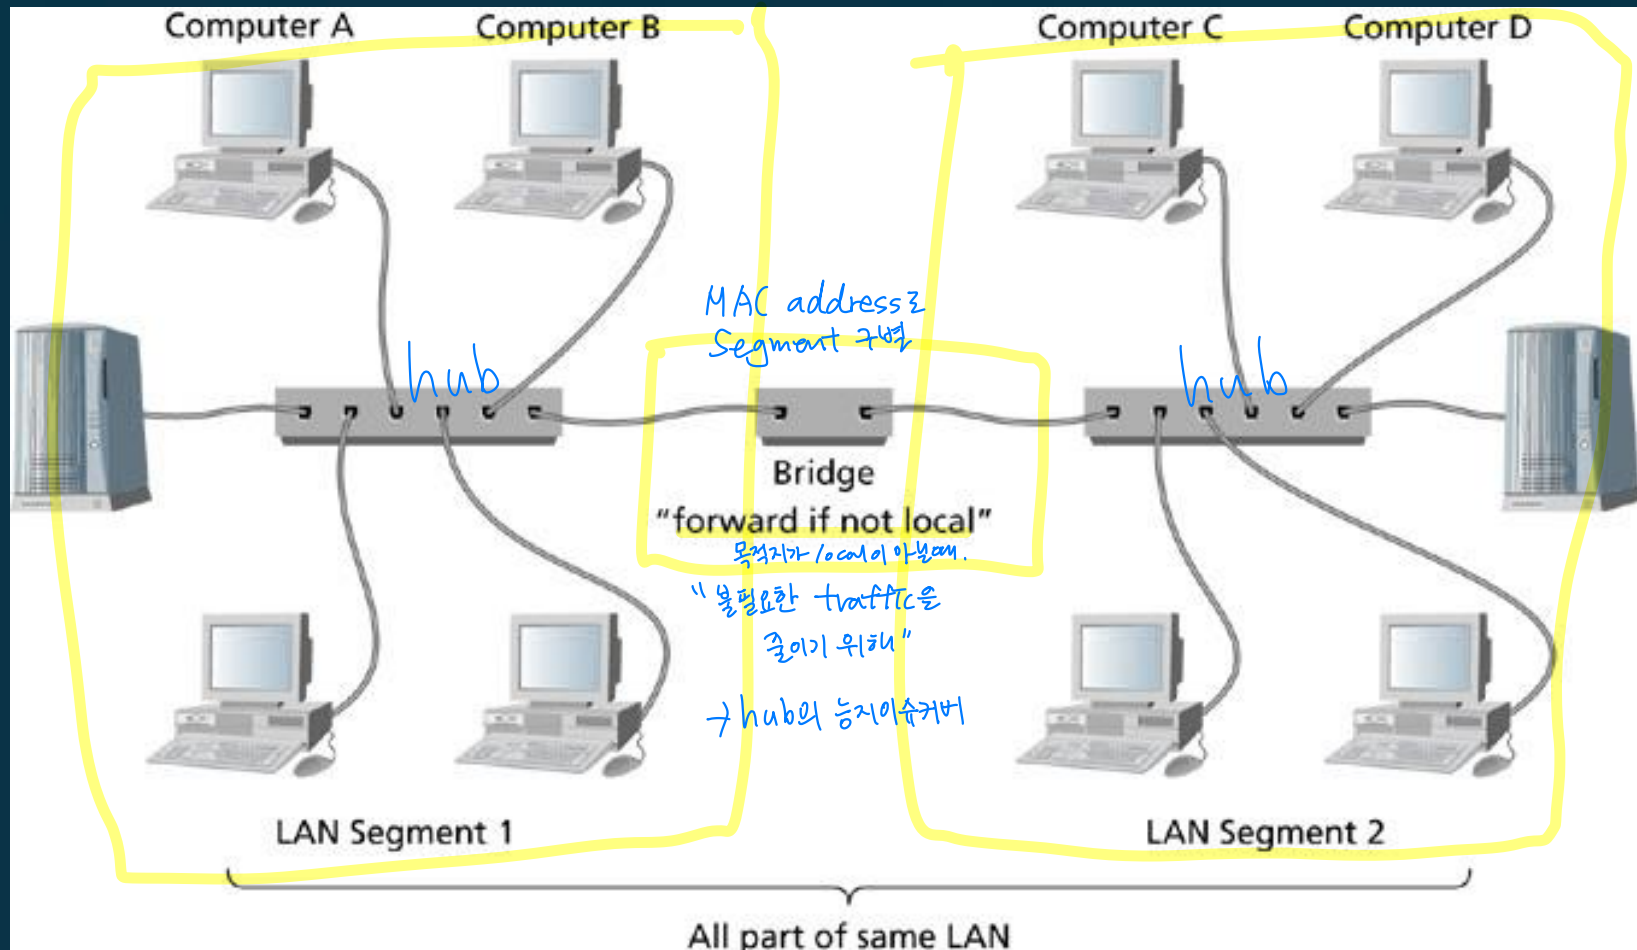 Computer A
Computer B
Computer C
Computer D
MAC address로
Segment 구별
hub
hub
Bridge
"forward if not local"
목적지가 local이 아닐때.
"불필요한 traffic을
줄이기 위해"
→ hub의 능지이슈커버
LAN Segment 1
LAN Segment 2
All part of same LAN